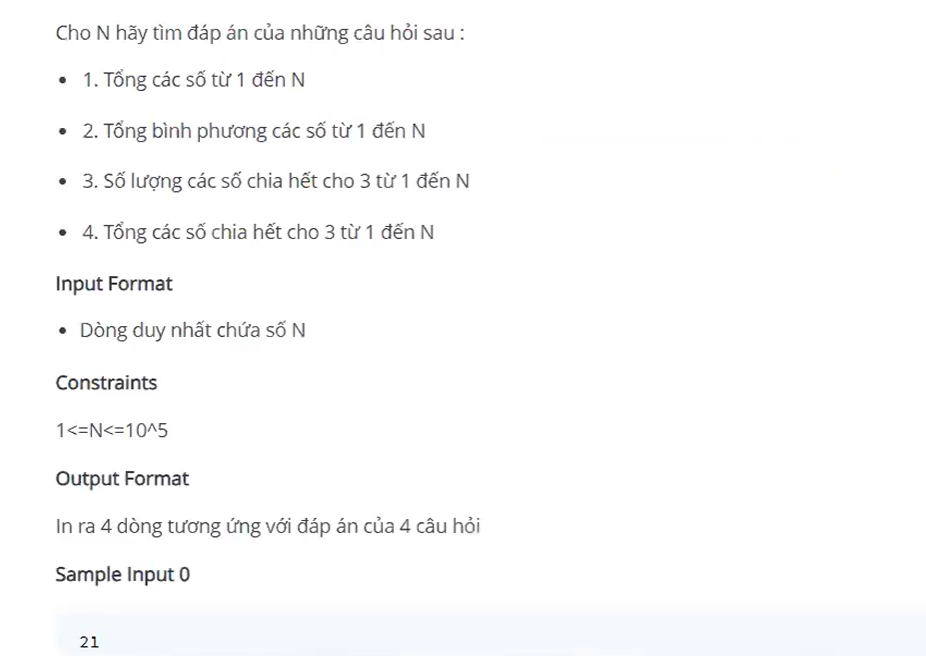 Cho N hãy tìm đáp án của những câu hỏi sau :
• 1. Tổng các số từ 1 đến N
• 2. Tổng bình phương các số từ 1 đến N
• 3. Số lượng các số chia hết cho 3 từ 1 đến N
• 4. Tổng các số chia hết cho 3 từ 1 đến N
Input Format
• Dòng duy nhất chứa số N
Constraints
1<=N<=10^5
Output Format
In ra 4 dòng tương ứng với đáp án của 4 câu hỏi
Sample Input 0
21